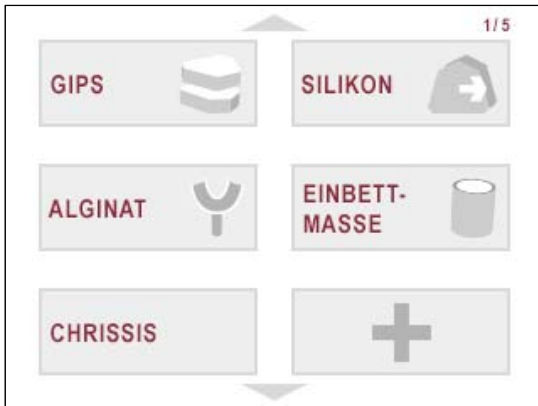 1/5
GIPS
SILIKON
ALGINAT
EINBETT-
MASSE
CHRISSIS